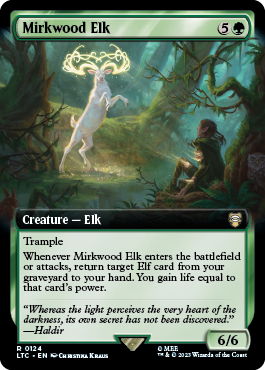 Mirkwood Elk 5
Creature — Elk
Trample
Whenever Mirkwood Elk enters the battlefield
or attacks, return target Elf card from your
graveyard to your hand. You gain life equal to
that card's power.
“Whereas the light perceives the very heart of the
darkness, its own secret has not been discovered.”
—Haldir
6/6
R 0124
LTC • EN Christina Kraus
© MEE
™ & © 2023 Wizards of the Coast